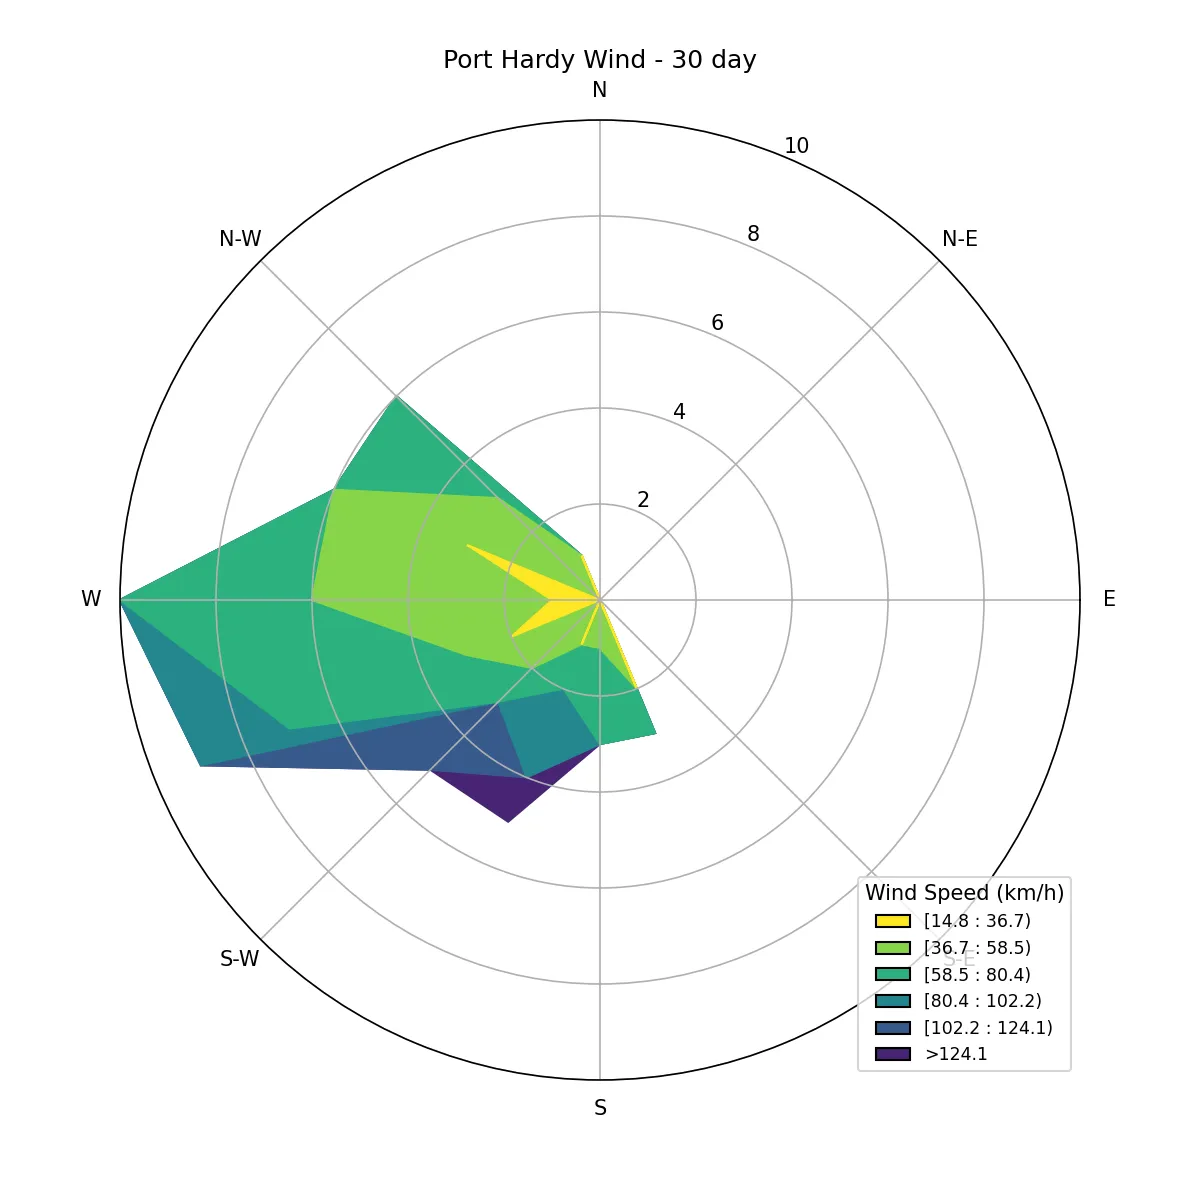 Port Hardy Wind - 30 day
N
10
N-W
N-E
8
6
4
2
W
E
Wind Speed (km/h)
[14.8 : 36.7)
[36.7 : 58.5)
S-W
S-E
[58.5 : 80.4)
[80.4 : 102.2)
[102.2 : 124.1)
>124.1
S